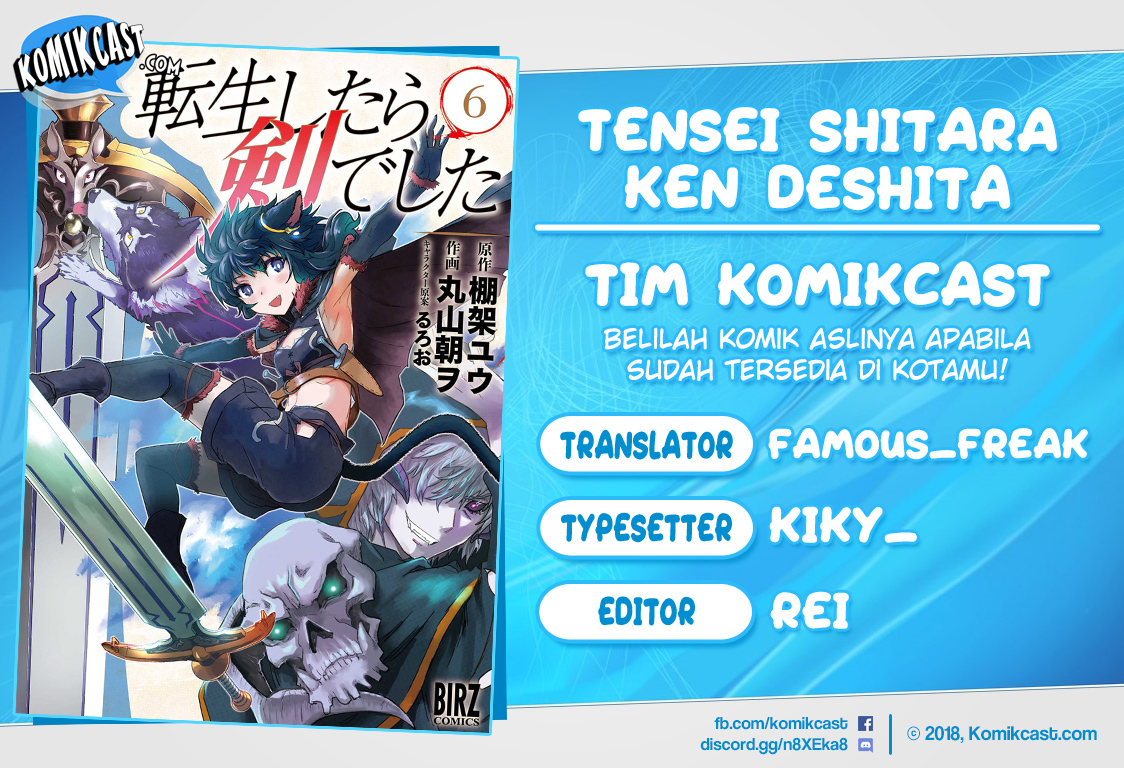 KOMIKCAST
.COM
転生したら
剣でした
6
原作 棚架ユウ
作画 丸山朝ヲ
キャラクター原案 るろお
BIRZ
COMICS
TENSEI SHITARA
KEN DESHITA
TIM KOMIKCAST
BELILAH KOMIK ASLINYA APABILA
SUDAH TERSEDIA DI KOTAMU!
TRANSLATOR FAMOUS_FREAK
TYPESETTER KIKY_
EDITOR REI
fb.com/komikcast
discord.gg/n8XEka8
© 2018, Komikcast.com